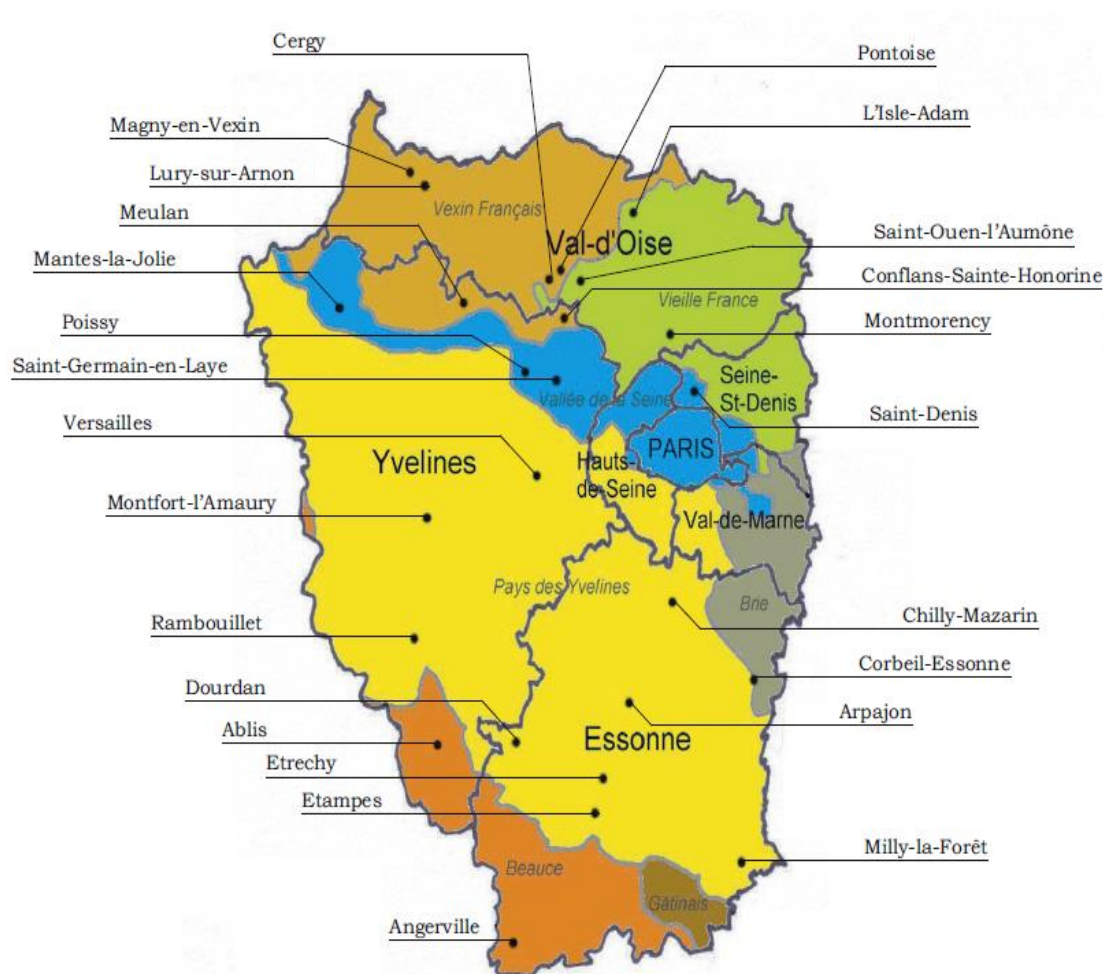 Cergy
Pontoise
Magny-en-Vexin
L'Isle-Adam
Lury-sur-Arnon
Vexin Français
Meulan
Val-d'Oise
Saint-Ouen-l'Aumône
Mantes-la-Jolie
Conflans-Sainte-Honorine
Vieille France
Poissy
Montmorency
Saint-Germain-en-Laye
Seine-
St-Denis
Vallée de la Seine
Saint-Denis
Versailles
Yvelines
PARIS
Hauts-
de-Seine
Montfort-l'Amaury
Val-de-Marne
Pays des Yvelines
Brie
Chilly-Mazarin
Rambouillet
Corbeil-Essonne
Dourdan
Arpajon
Ablis
Essonne
Etrechy
Etampes
Milly-la-Forêt
Beauce
Gâtinais
Angerville